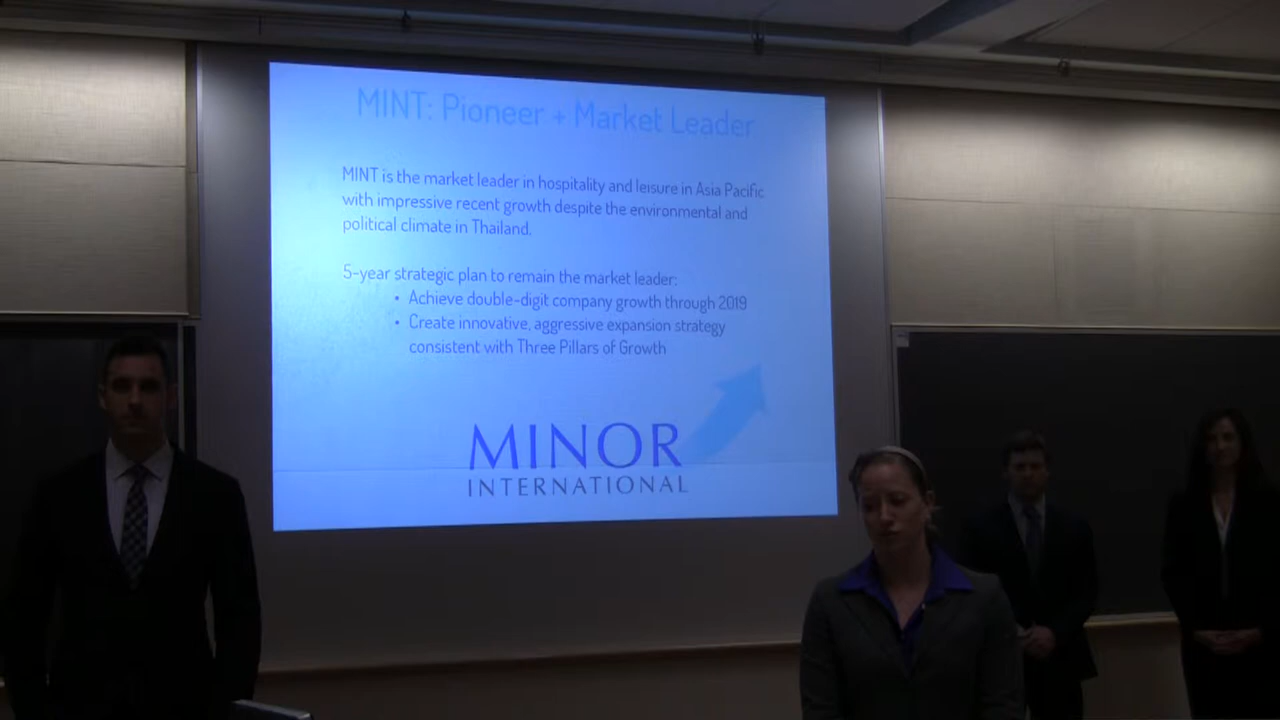 MINT: Pioneer + Market Leader
MINT is the market leader in hospitality and leisure in Asia Pacific
with impressive recent growth despite the environmental and
political climate in Thailand.
5-year strategic plan to remain the market leader:
• Achieve double-digit company growth through 2019
• Create innovative, aggressive expansion strategy
consistent with Three Pillars of Growth
MINOR
INTERNATIONAL